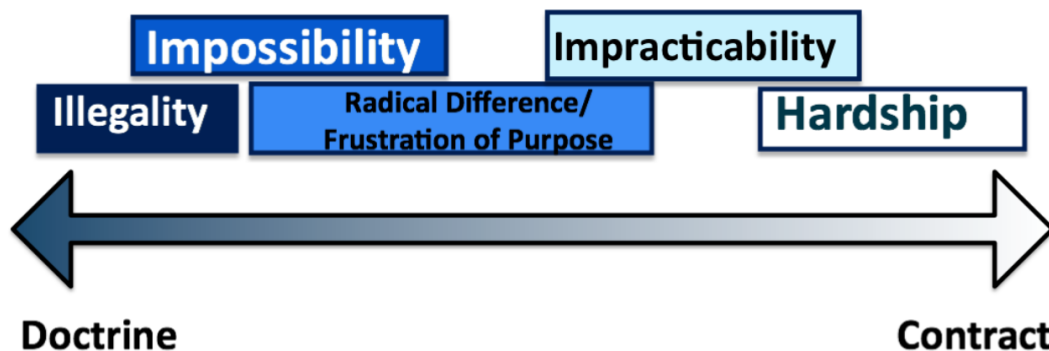 Impossibility
Impracticability
Illegality
Radical Difference/
Frustration of Purpose
Hardship
Doctrine
Contract